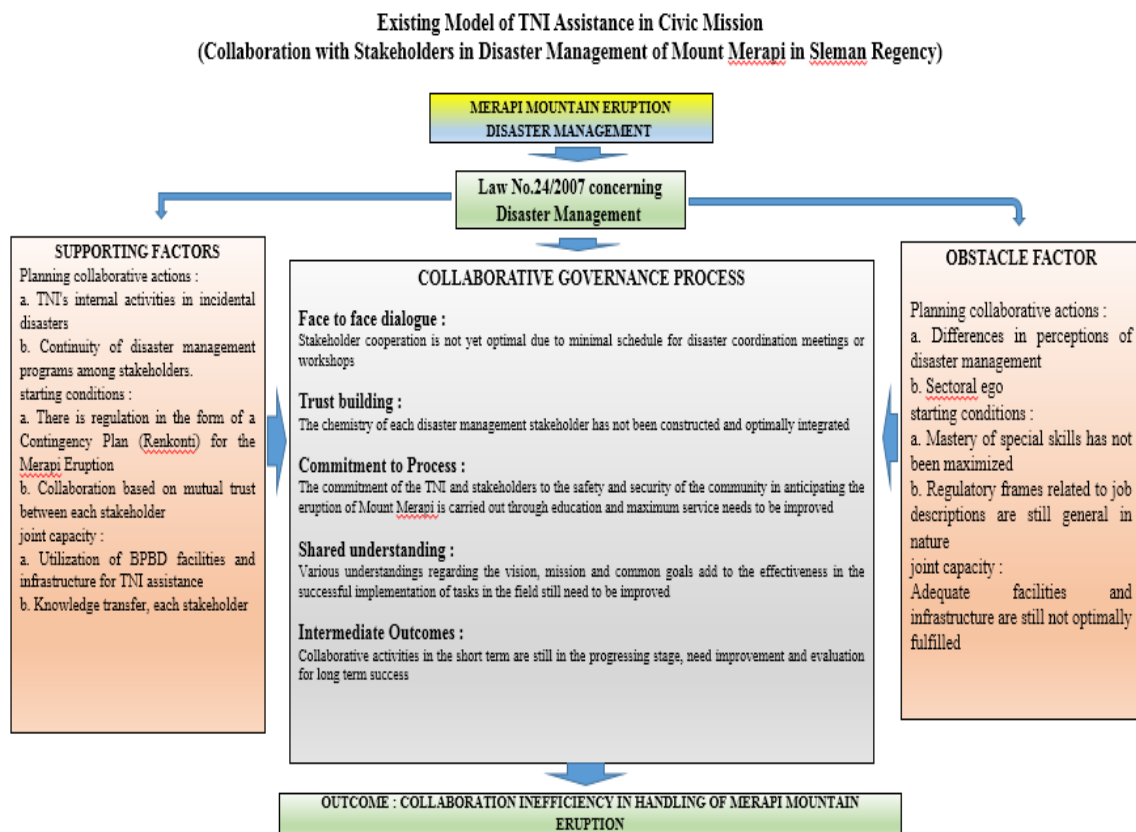 Existing Model of TNI Assistance in Civic Mission
(Collaboration with Stakeholders in Disaster Management of Mount Merapi in Sleman Regency)
MERAPI MOUNTAIN ERUPTION
DISASTER MANAGEMENT
Law No.24/2007 concerning
Disaster Management
SUPPORTING FACTORS
Planning collaborative actions :
a. TNI's internal activities in incidental
disasters
b. Continuity of disaster management
programs among stakeholders.
starting conditions :
a. There is regulation in the form of a
Contingency Plan (Renkonti) for the
Merapi Eruption
b. Collaboration based on mutual trust
between each stakeholder
joint capacity :
a. Utilization of BPBD facilities and
infrastructure for TNI assistance
b. Knowledge transfer, each stakeholder
COLLABORATIVE GOVERNANCE PROCESS
Face to face dialogue :
Stakeholder cooperation is not yet optimal due to minimal schedule for disaster coordination meetings or
workshops
Trust building :
The chemistry of each disaster management stakeholder has not been constructed and optimally integrated
Commitment to Process :
The commitment of the TNI and stakeholders to the safety and security of the community in anticipating the
eruption of Mount Merapi is carried out through education and maximum service needs to be improved
Shared understanding :
Various understandings regarding the vision, mission and common goals add to the effectiveness in the
successful implementation of tasks in the field still need to be improved
Intermediate Outcomes :
Collaborative activities in the short term are still in the progressing stage, need improvement and evaluation
for long term success
OBSTACLE FACTOR
Planning collaborative actions :
a. Differences in perceptions of
disaster management
b. Sectoral ego
starting conditions :
a. Mastery of special skills has not
been maximized
b. Regulatory frames related to job
descriptions are still general in
nature
joint capacity :
Adequate facilities and
infrastructure are still not optimally
fulfilled
OUTCOME : COLLABORATION INEFFICIENCY IN HANDLING OF MERAPI MOUNTAIN
ERUPTION